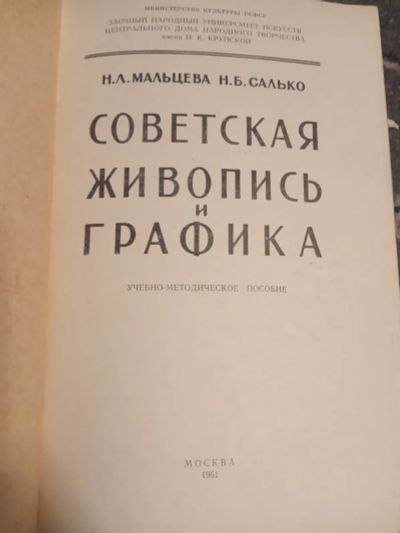 МИНИСТЕРСТВО КУЛЬТУРЫ РСФСР
ЗАОЧНЫЙ НАРОДНЫЙ УНИВЕРСИТЕТ ИСКУССТВ
ЦЕНТРАЛЬНОГО ДОМА НАРОДНОГО ТВОРЧЕСТВА
имени Н. К. КРУПСКОЙ
Н.Л.МАЛЬЦЕВА Н.Б.САЛЬКО
СОВЕТСКАЯ
ЖИВОПИСЬ
И
ГРАФИКА
УЧЕБНО-МЕТОДИЧЕСКОЕ ПОСОБИЕ
МОСКВА
1961